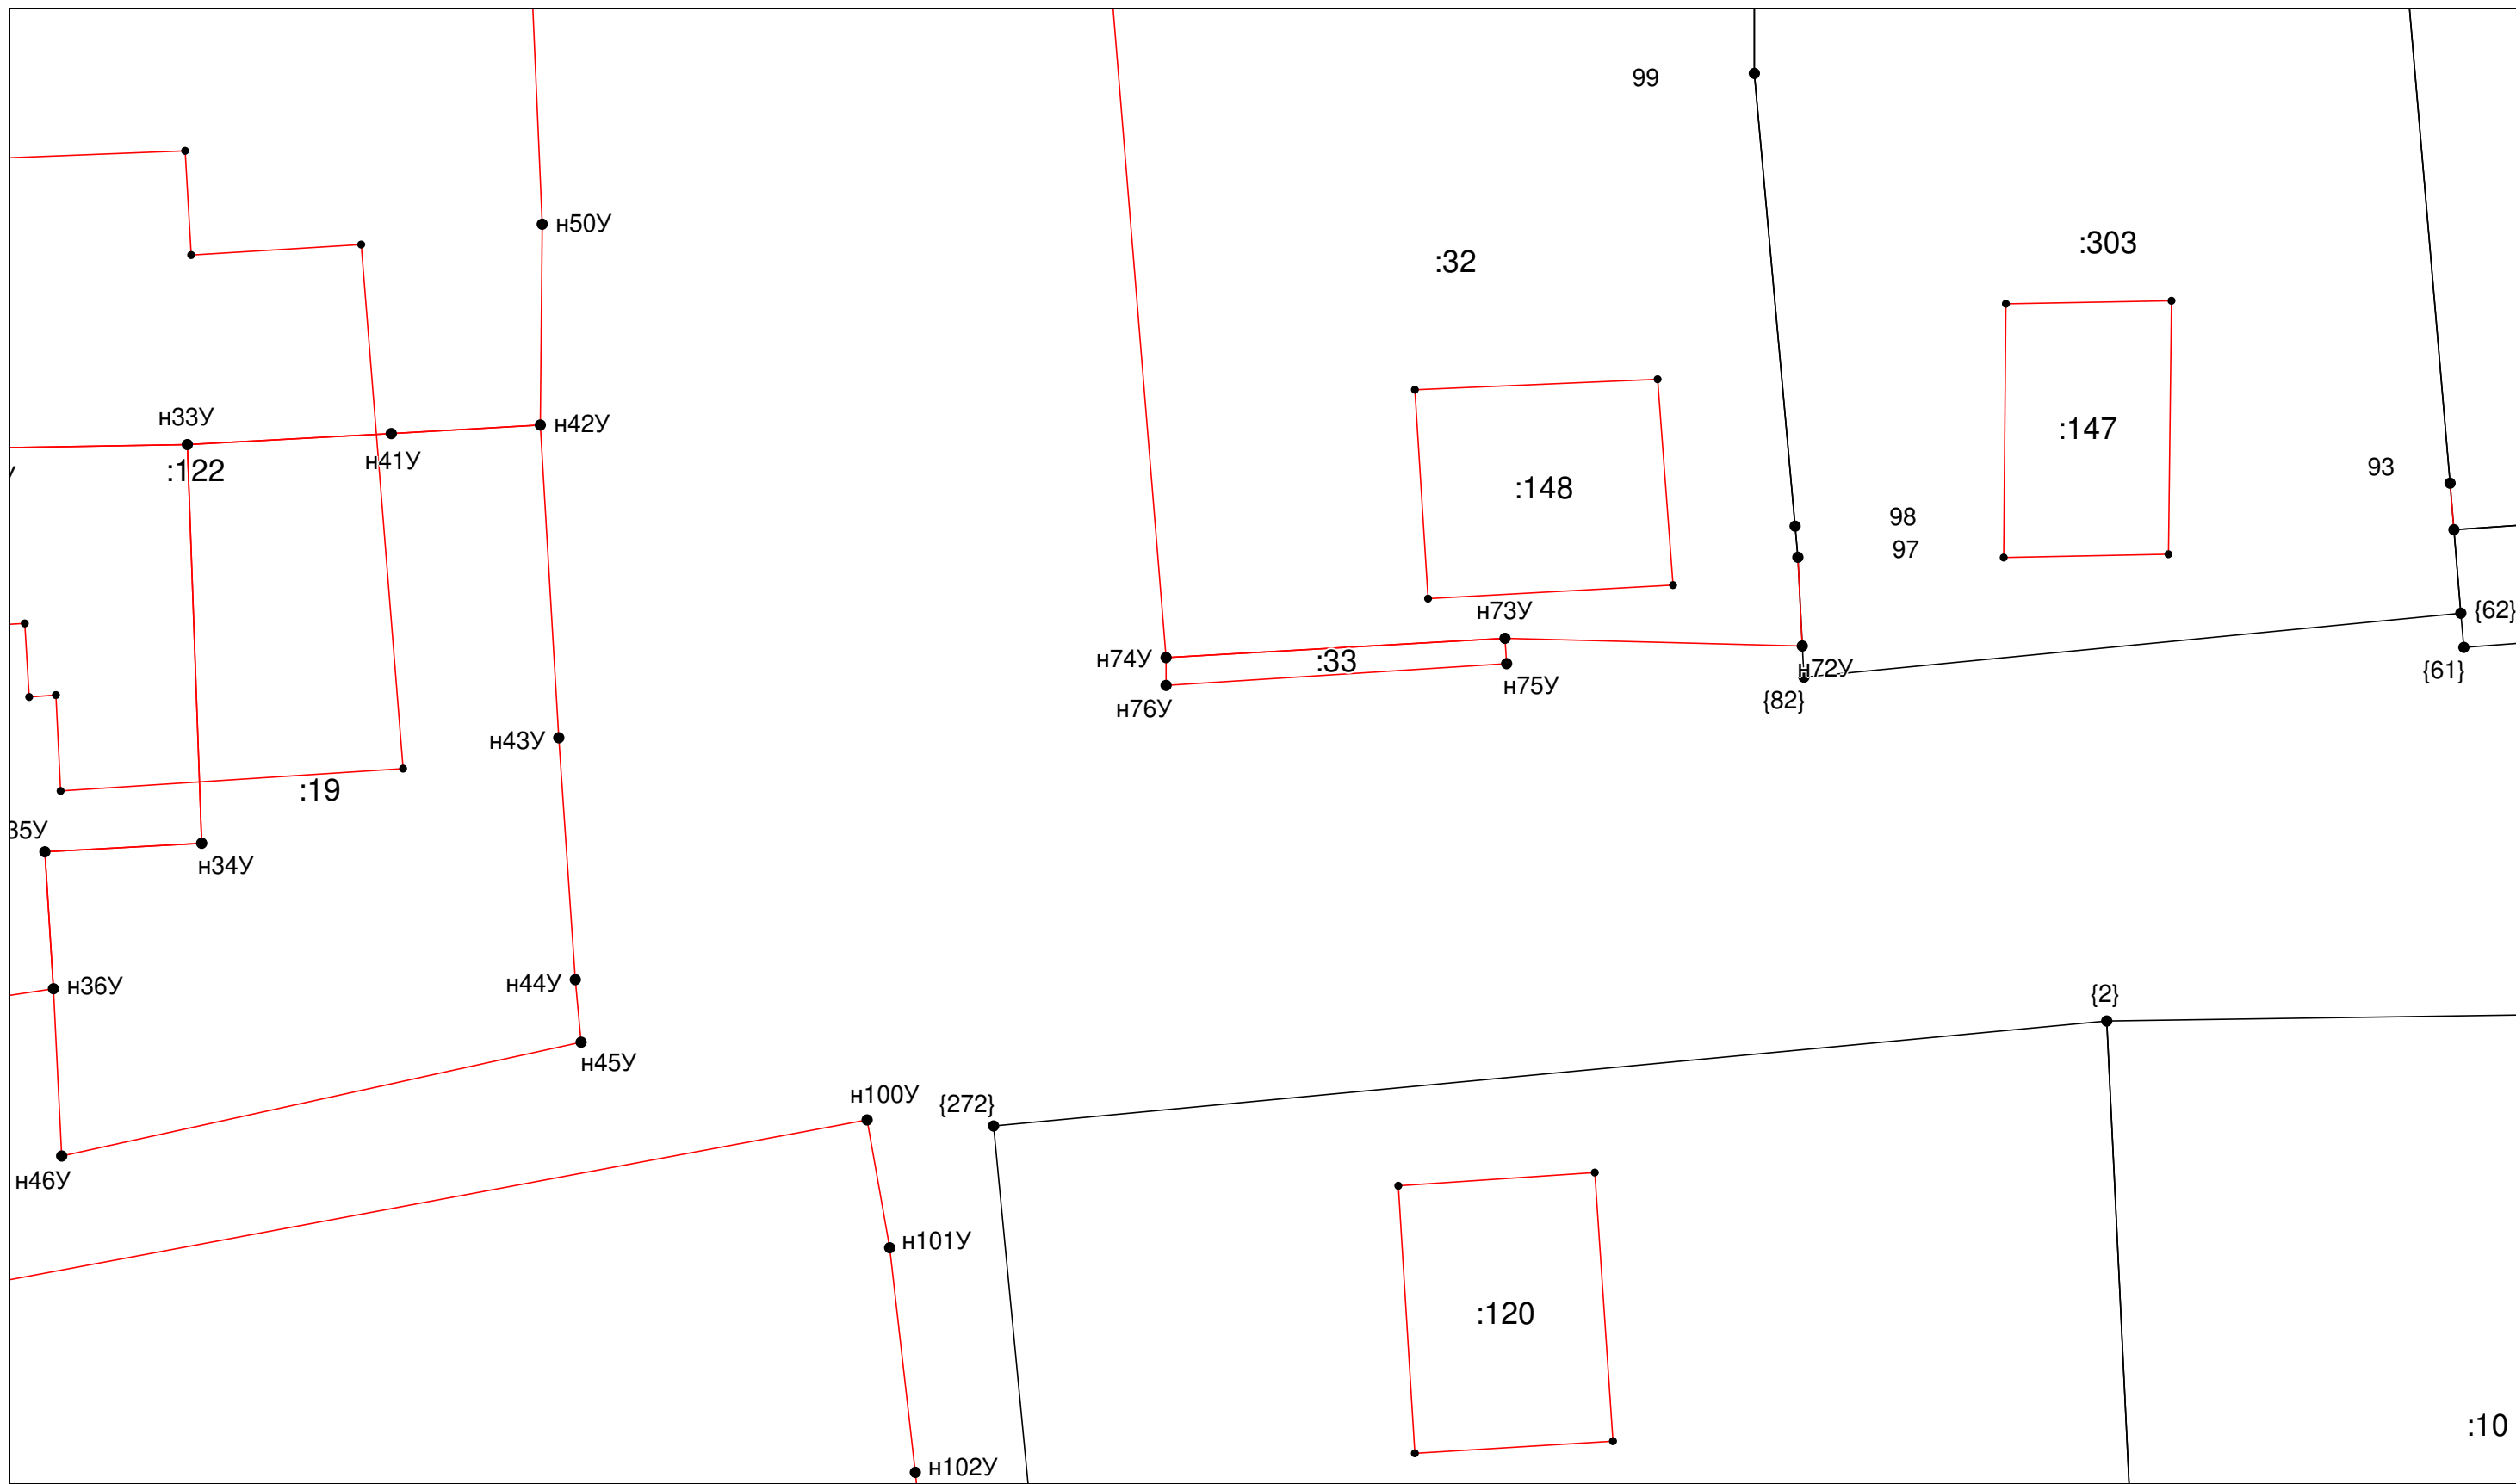 99
н50У
:303
:32
н33У
н42У
:147
н41У
:122
93
:148
98
97
н73У
{62}
н74У
:33
н72У
{61}
н75У
{82}
н76У
н43У
:19
35У
н34У
н44У
н36У
{2}
н45У
н100У
{272}
н46У
н101У
:120
:10
н102У